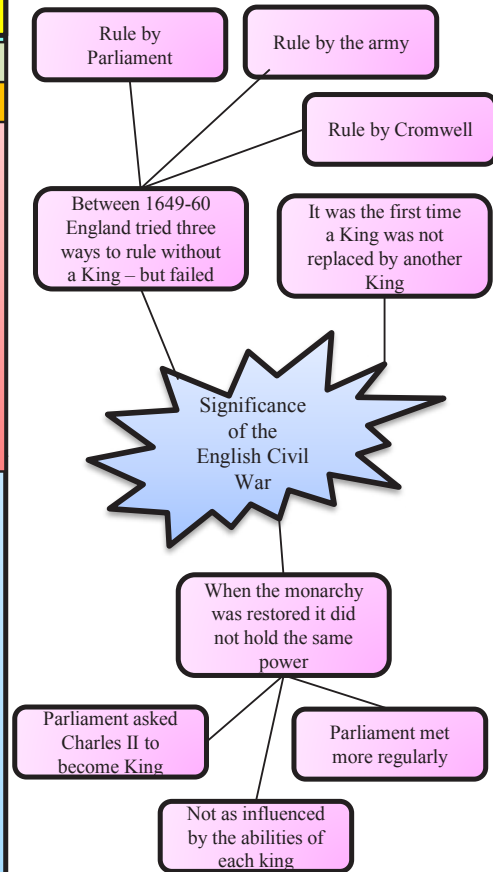 Rule by
Parliament
Rule by the army
Rule by Cromwell
Between 1649-60
England tried three
ways to rule without
a King – but failed
It was the first time
a King was not
replaced by another
King
Significance
of the
English Civil
War
When the monarchy
was restored it did
not hold the same
power
Parliament asked
Charles II to
become King
Parliament met
more regularly
Not as influenced
by the abilities of
each king